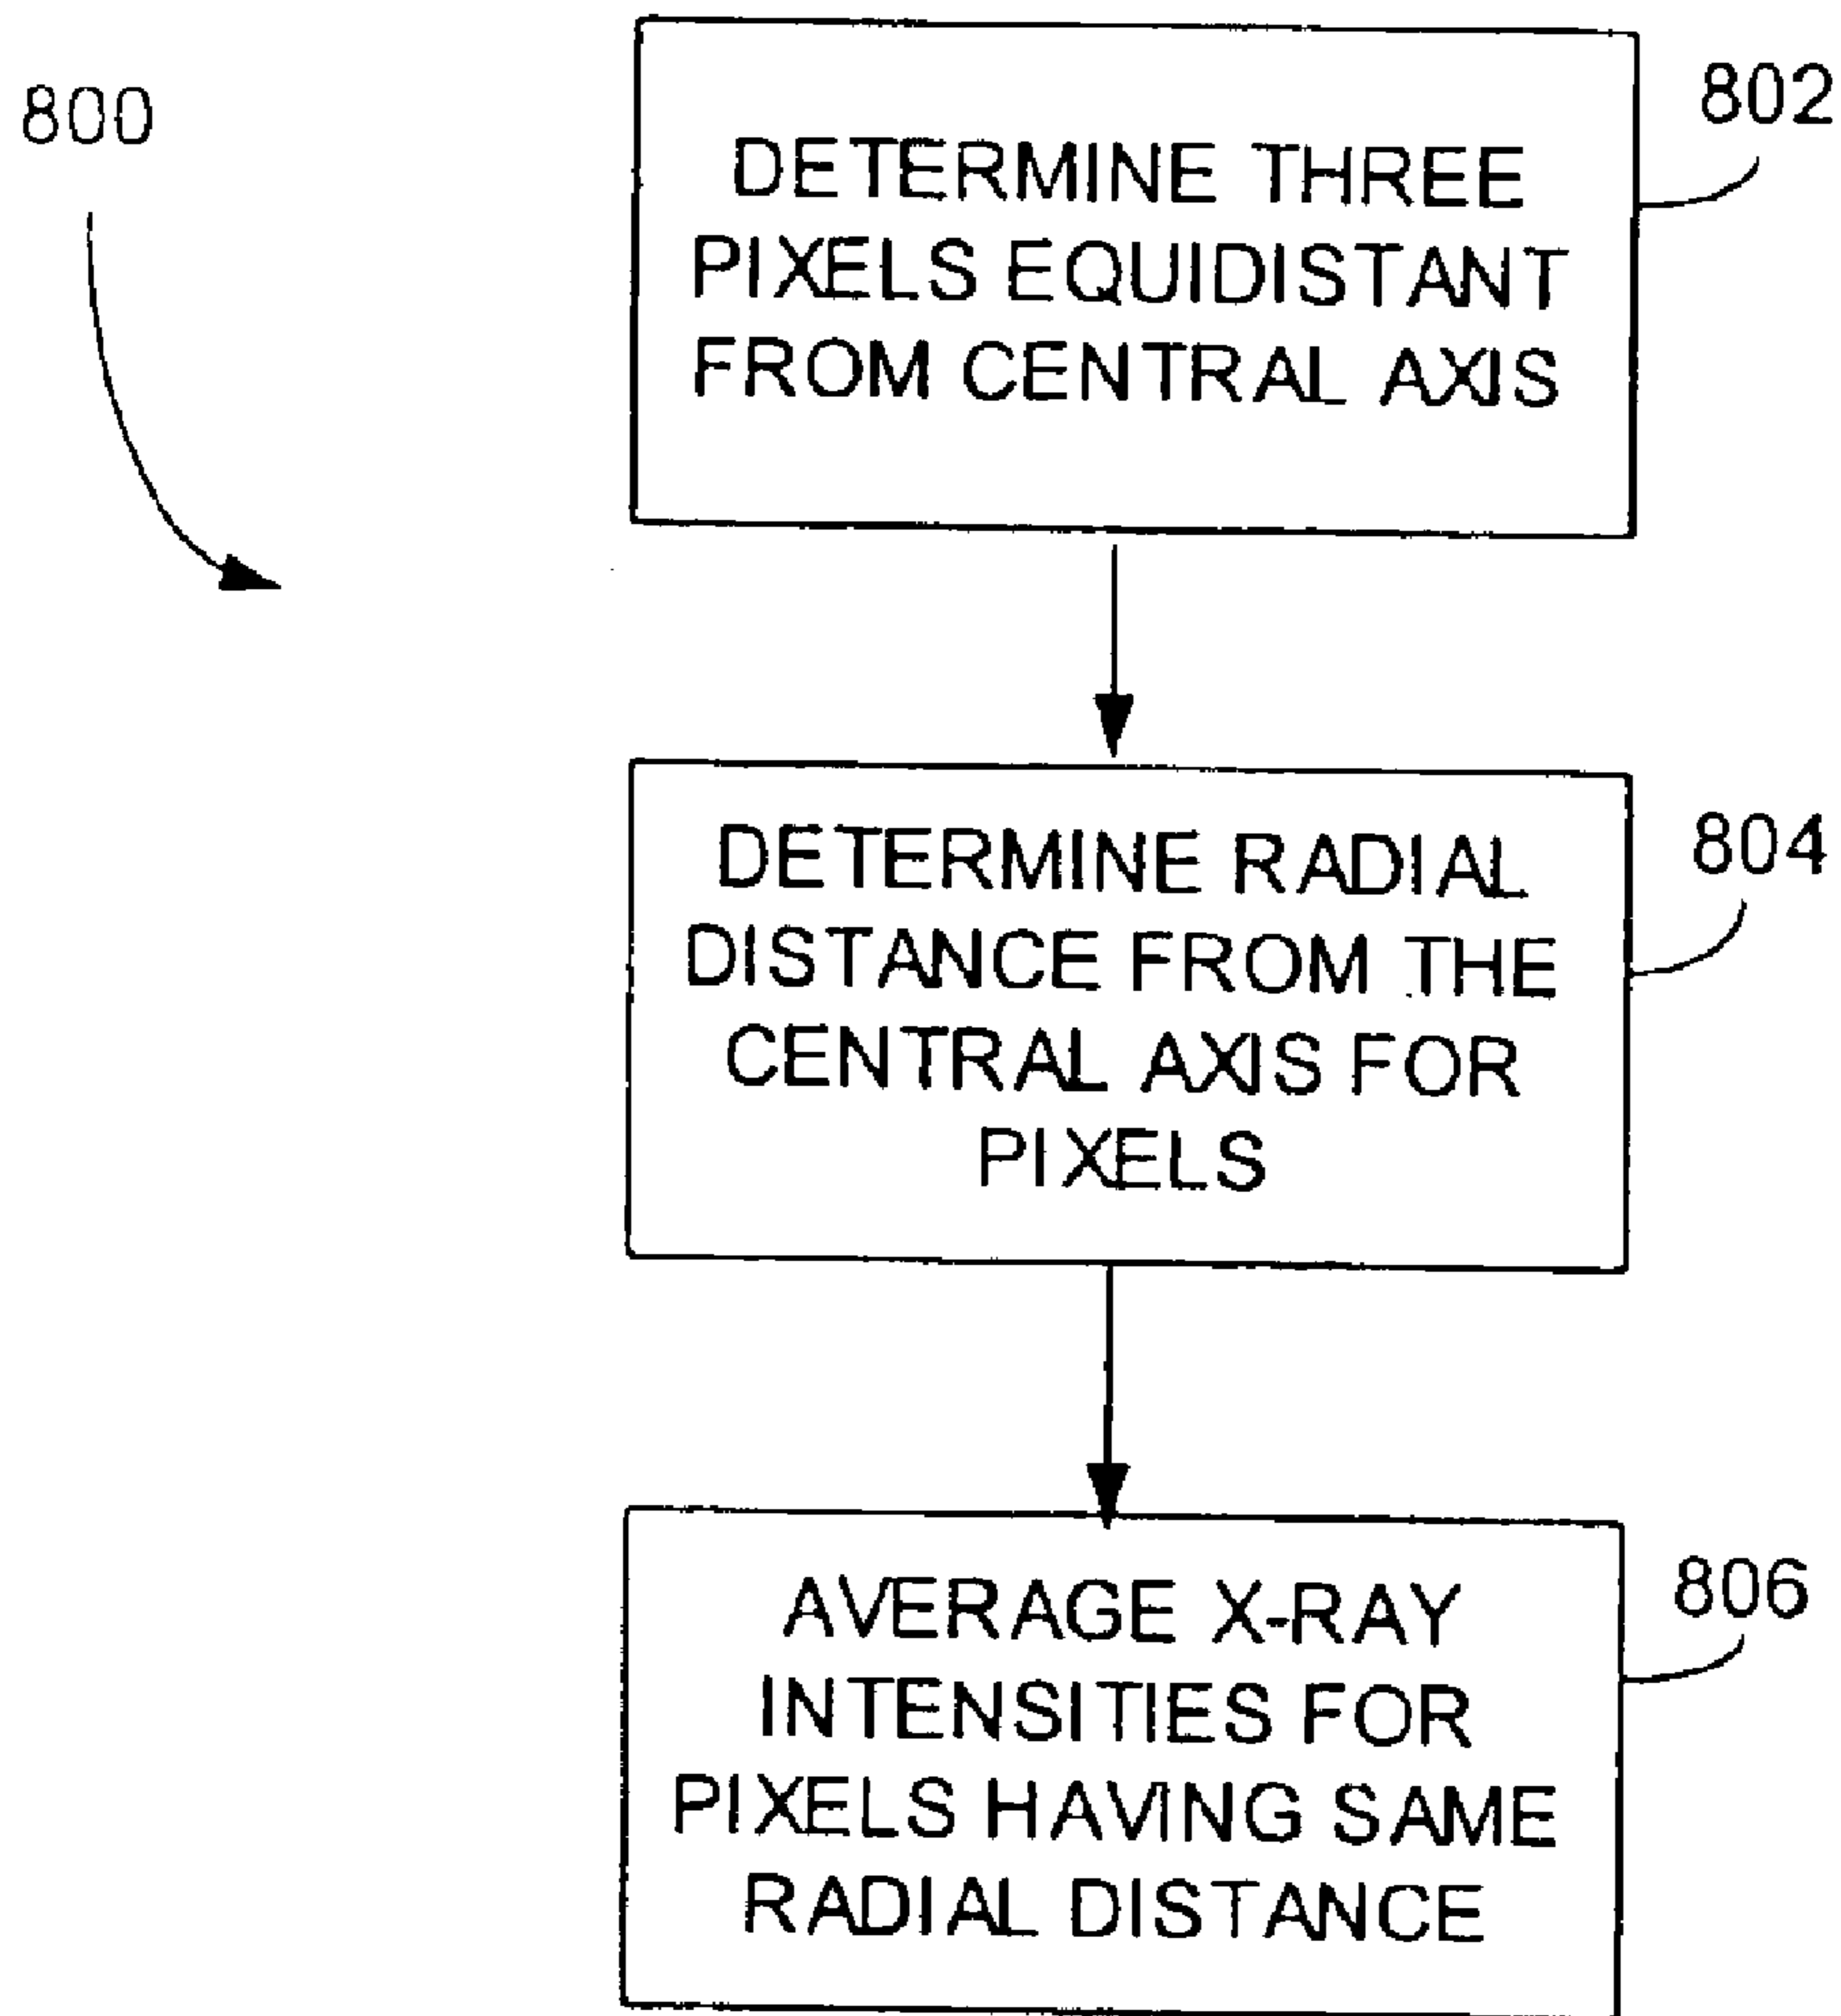 800
802
DETERMINE THREE
PIXELS EQUIDISTANT
FROM CENTRAL AXIS
804
DETERMINE RADIAL
DISTANCE FROM THE
CENTRAL AXIS FOR
PIXELS
806
AVERAGE X-RAY
INTENSITIES FOR
PIXELS HAVING SAME
RADIAL DISTANCE